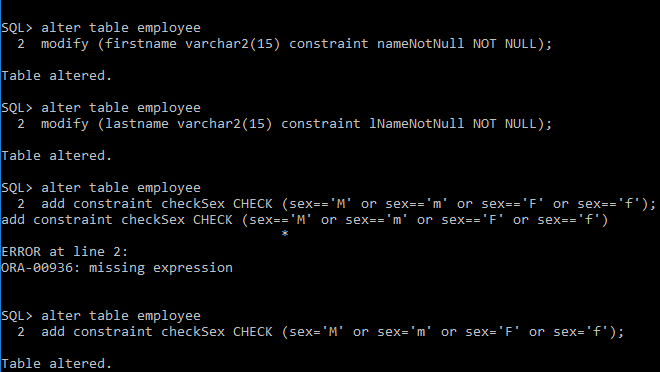 SQL> alter table employee
  2  modify (firstname varchar2(15) constraint nameNotNull NOT NULL);
Table altered.
SQL> alter table employee
  2  modify (lastname varchar2(15) constraint lNameNotNull NOT NULL);
Table altered.
SQL> alter table employee
  2  add constraint checkSex CHECK (sex=='M' or sex=='m' or sex=='F' or sex=='f');
add constraint checkSex CHECK (sex=='M' or sex=='m' or sex=='F' or sex=='f')
                                   *
ERROR at line 2:
ORA-00936: missing expression
SQL> alter table employee
  2  add constraint checkSex CHECK (sex='M' or sex='m' or sex='F' or sex='f');
Table altered.